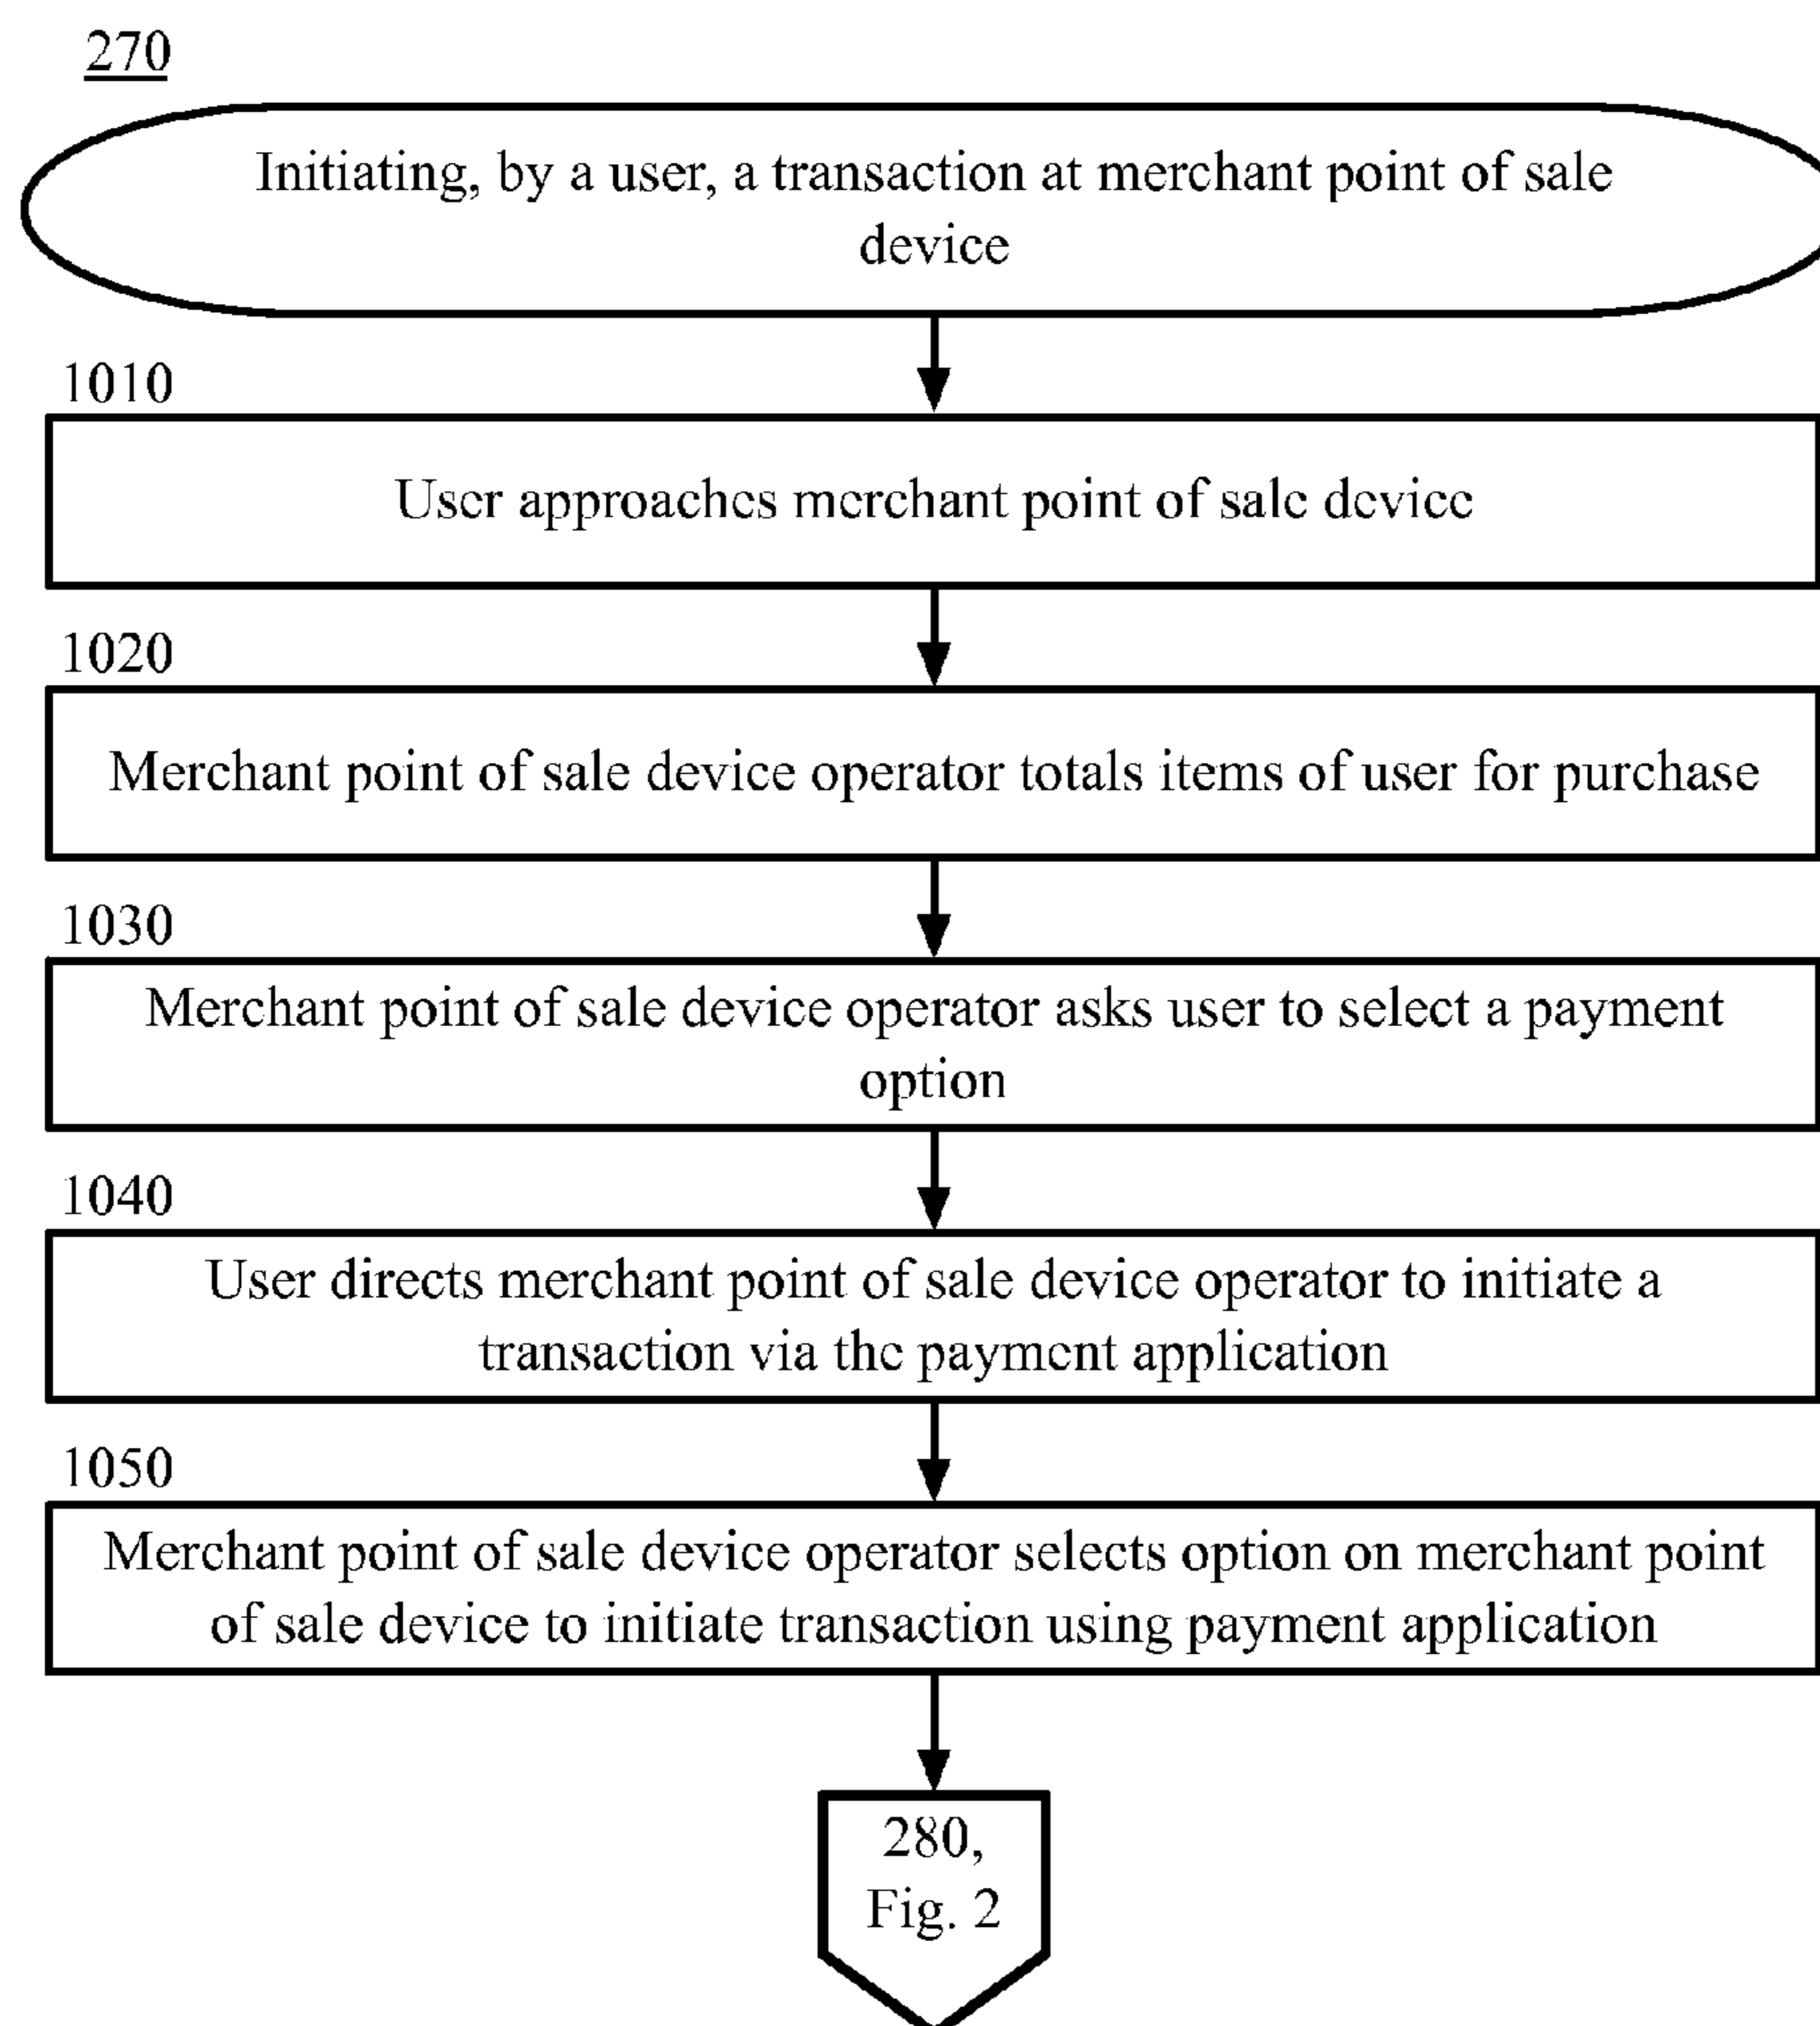 270
Initiating, by a user, a transaction at merchant point of sale
device
1010
User approaches merchant point of sale device
1020
Merchant point of sale device operator totals items of user for purchase
1030
Merchant point of sale device operator asks user to select a payment
option
1040
User directs merchant point of sale device operator to initiate a
transaction via the payment application
1050
Merchant point of sale device operator selects option on merchant point
of sale device to initiate transaction using payment application
280,
Fig. 2